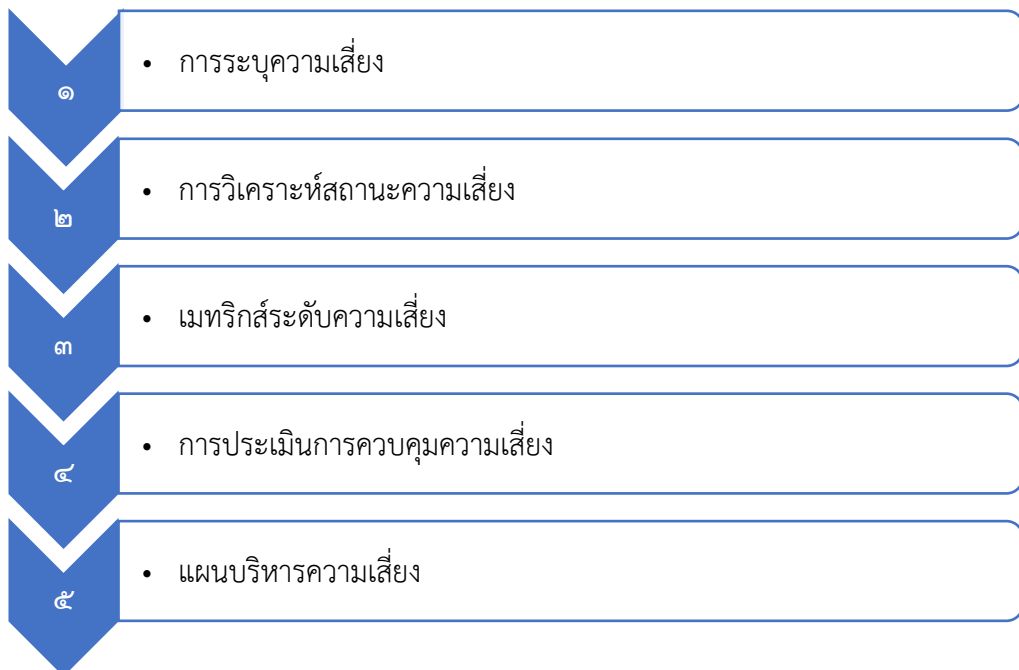 ๑
• การระบุความเสี่ยง
๒
• การวิเคราะห์สถานะความเสี่ยง
๓
• เมทริกส์ระดับความเสี่ยง
๔
• การประเมินการควบคุมความเสี่ยง
๕
• แผนบริหารความเสี่ยง